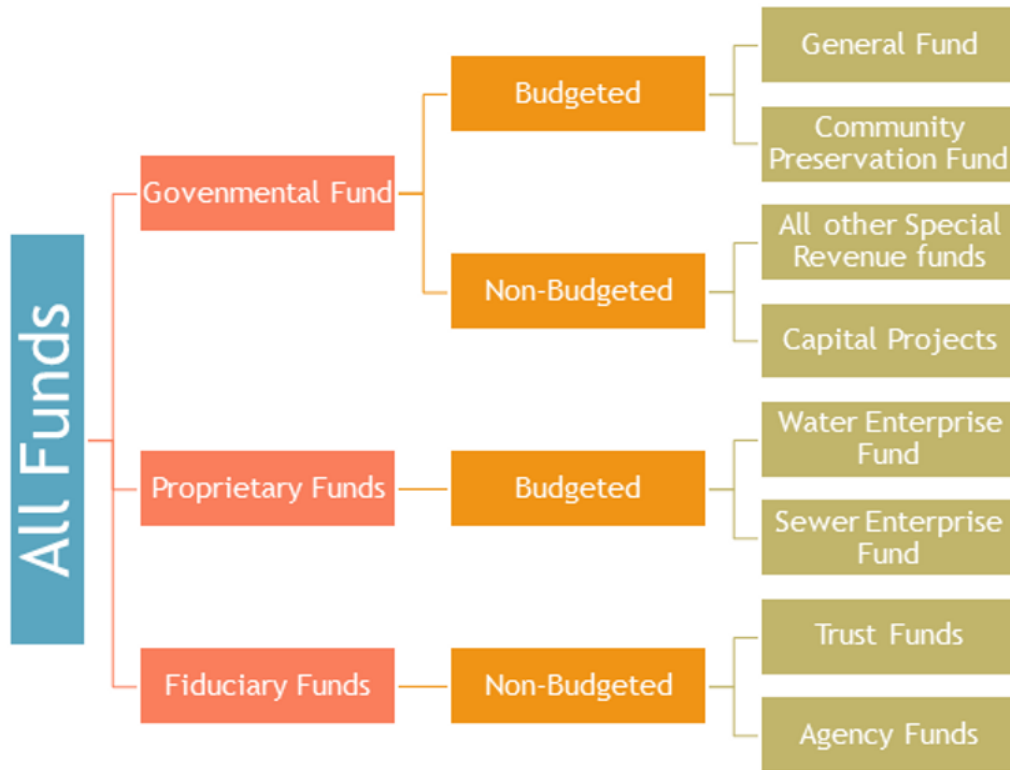 All Funds
Govenmental Fund
Budgeted
General Fund
Community
Preservation Fund
Non-Budgeted
All other Special
Revenue funds
Capital Projects
Proprietary Funds
Budgeted
Water Enterprise
Fund
Sewer Enterprise
Fund
Fiduciary Funds
Non-Budgeted
Trust Funds
Agency Funds